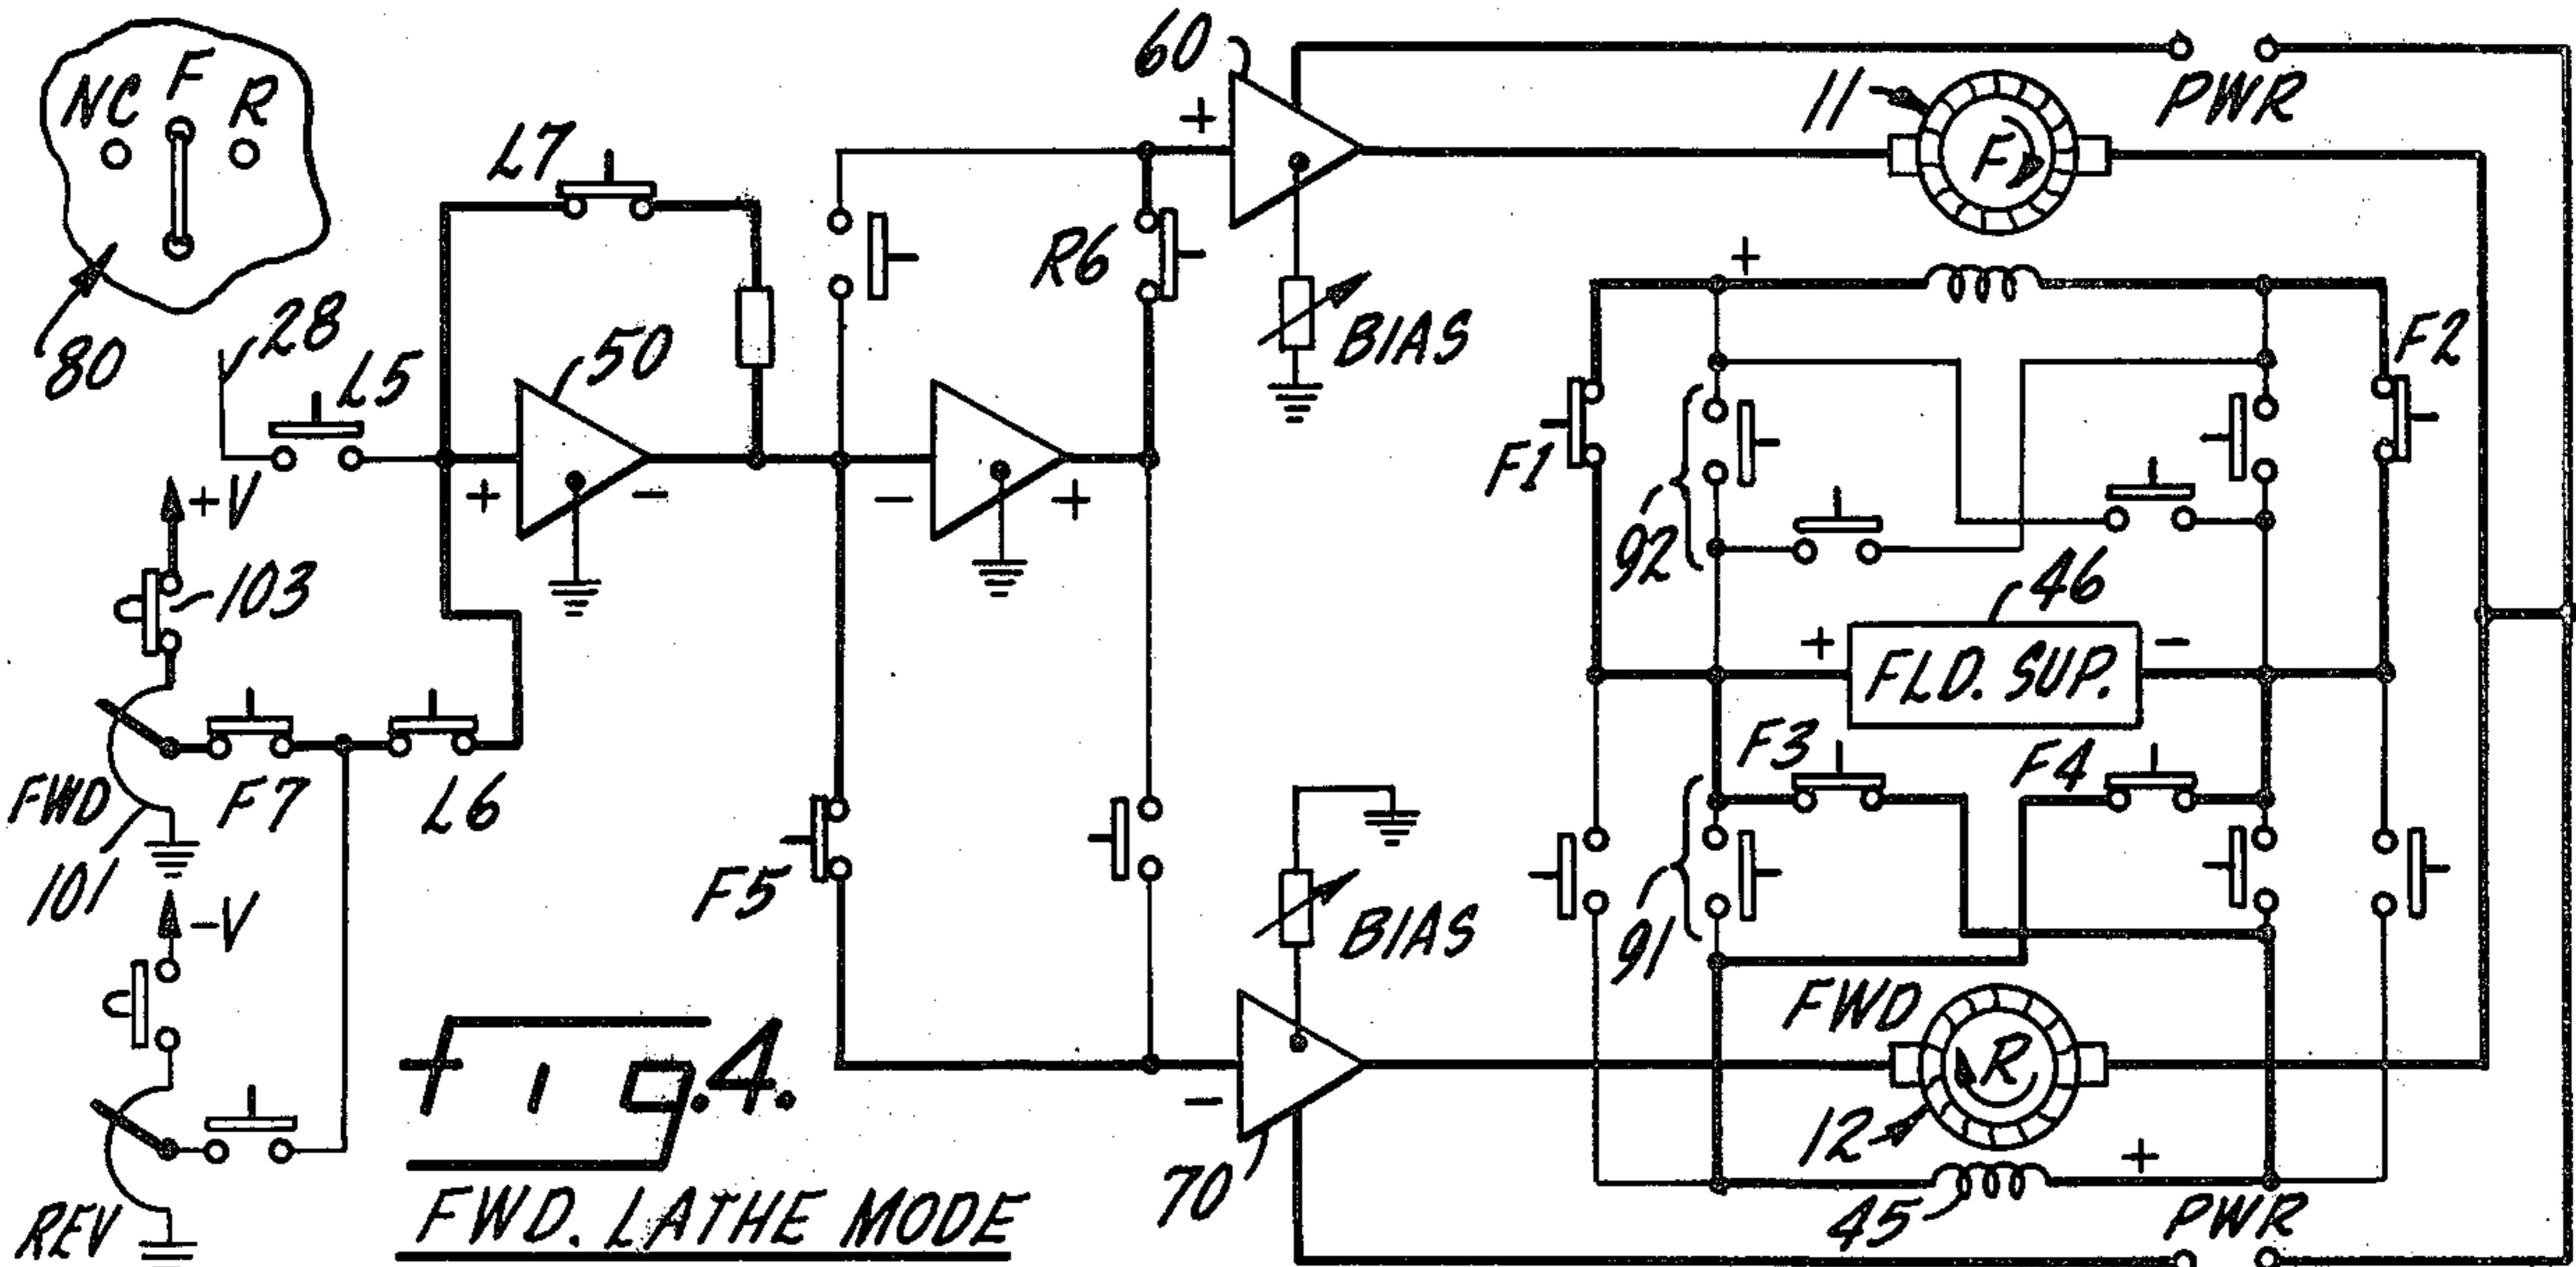 NC F R
80
28
L5
L7
50
+ -
- +
R6
60
+
BIAS
11
F
PWR
+
F1
F2
92
46
+ FLD. SUP. -
F3
F4
91
+V
103
FWD
101
F7
L6
F5
-V
REV
BIAS
-
70
FWD
R
12
45
+
PWR
Fig. 4.
FWD. LATHE MODE